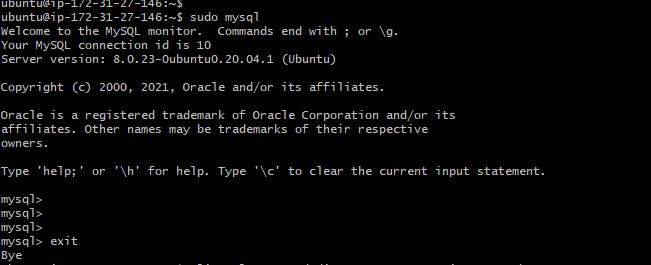 ubuntu@ip-172-31-27-146:~$
ubuntu@ip-172-31-27-146:~$ sudo mysql
Welcome to the MySQL monitor.  Commands end with ; or \g.
Your MySQL connection id is 10
Server version: 8.0.23-0ubuntu0.20.04.1 (Ubuntu)
Copyright (c) 2000, 2021, Oracle and/or its affiliates.
Oracle is a registered trademark of Oracle Corporation and/or its
affiliates. Other names may be trademarks of their respective
owners.
Type 'help;' or '\h' for help. Type '\c' to clear the current input statement.
mysql>
mysql>
mysql>
mysql> exit
Bye